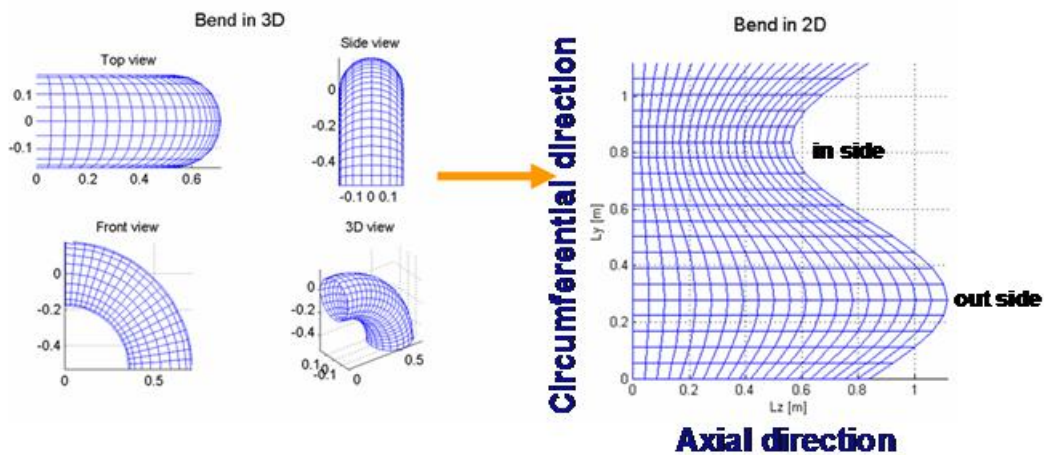 Bend in 3D
Top view
0.1
0
-0.1
0 0.2 0.4 0.6
Side view
0
-0.2
-0.4
-0.1 0 0.1
Front view
0
-0.2
-0.4
0 0.5
3D view
0
-0.2
-0.4
0.1
0
-0.1
0
0.5
Bend in 2D
Circumferential direction
Ly [m]
1
0.8
0.6
0.4
0.2
0
in side
out side
0 0.2 0.4 0.6 0.8 1
Lz [m]
Axial direction